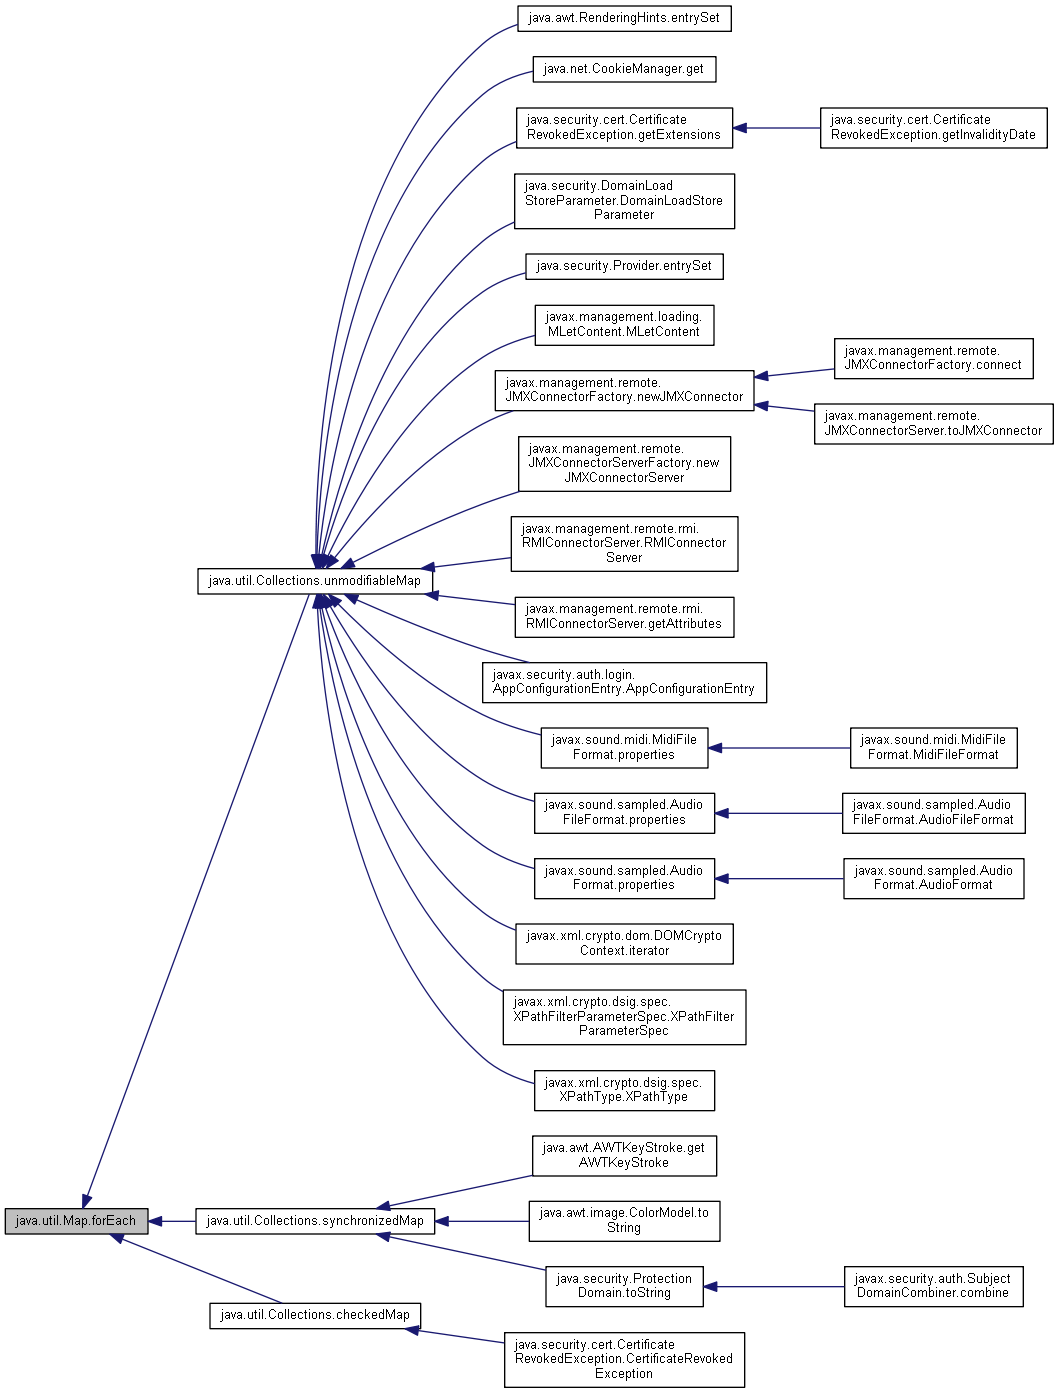 java.awt.RenderingHints.entrySet
java.net.CookieManager.get
java.security.cert.Certificate
RevokedException.getExtensions
java.security.cert.Certificate
RevokedException.getInvalidityDate
java.security.DomainLoad
StoreParameter.DomainLoadStore
Parameter
java.security.Provider.entrySet
javax.management.loading.
MLetContent.MLetContent
javax.management.remote.
JMXConnectorFactory.connect
javax.management.remote.
JMXConnectorFactory.newJMXConnector
javax.management.remote.
JMXConnectorServer.toJMXConnector
javax.management.remote.
JMXConnectorServerFactory.new
JMXConnectorServer
javax.management.remote.rmi.
RMIConnectorServer.RMIConnector
Server
java.util.Collections.unmodifiableMap
javax.management.remote.rmi.
RMIConnectorServer.getAttributes
javax.security.auth.login.
AppConfigurationEntry.AppConfigurationEntry
javax.sound.midi.MidiFile
Format.properties
javax.sound.midi.MidiFile
Format.MidiFileFormat
javax.sound.sampled.Audio
FileFormat.properties
javax.sound.sampled.Audio
FileFormat.AudioFileFormat
javax.sound.sampled.Audio
Format.properties
javax.sound.sampled.Audio
Format.AudioFormat
javax.xml.crypto.dom.DOMCrypto
Context.iterator
javax.xml.crypto.dsig.spec.
XPathFilterParameterSpec.XPathFilter
ParameterSpec
javax.xml.crypto.dsig.spec.
XPathType.XPathType
java.awt.AWTKeyStroke.get
AWTKeyStroke
java.util.Map.forEach
java.util.Collections.synchronizedMap
java.awt.image.ColorModel.to
String
java.security.Protection
Domain.toString
javax.security.auth.Subject
DomainCombiner.combine
java.util.Collections.checkedMap
java.security.cert.Certificate
RevokedException.CertificateRevoked
Exception